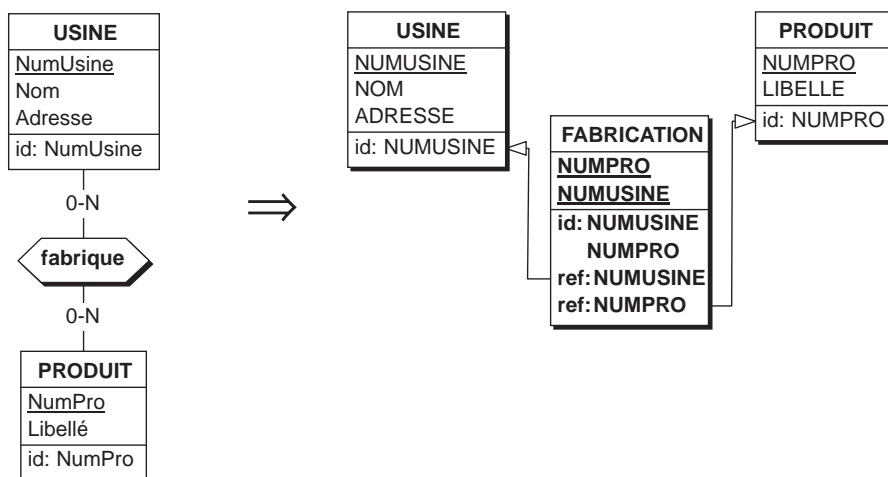 USINE
NumUsine
Nom
Adresse
id: NumUsine
0-N
fabrique
0-N
PRODUIT
NumPro
Libellé
id: NumPro
⇒
USINE
NUMUSINE
NOM
ADRESSE
id: NUMUSINE
FABRICATION
NUMPRO
NUMUSINE
id: NUMUSINE
NUMPRO
ref: NUMUSINE
ref: NUMPRO
PRODUIT
NUMPRO
LIBELLE
id: NUMPRO